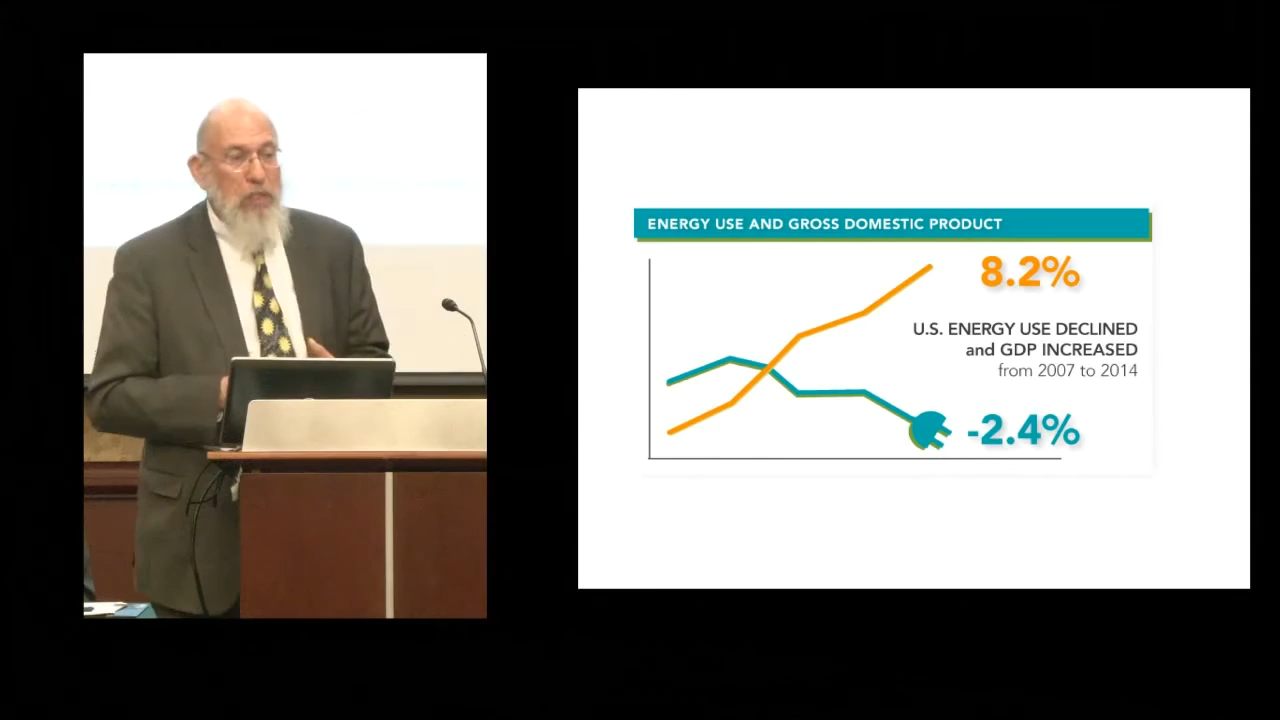 ENERGY USE AND GROSS DOMESTIC PRODUCT
8.2%
U.S. ENERGY USE DECLINED
and GDP INCREASED
from 2007 to 2014
-2.4%